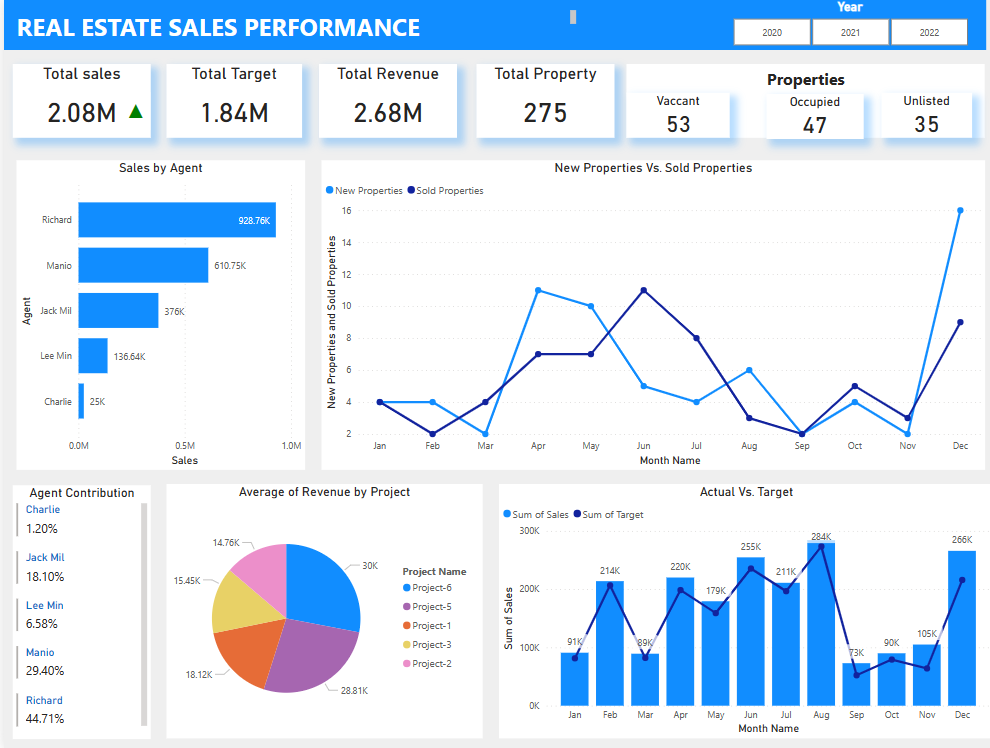 REAL ESTATE SALES PERFORMANCE
Year
2020 2021 2022
Total sales
2.08M
Total Target
1.84M
Total Revenue
2.68M
Total Property
275
Properties
Vaccant
53
Occupied
47
Unlisted
35
Sales by Agent
Agent
Richard 928.76K
Manio 610.75K
Jack Mil 376K
Lee Min 136.64K
Charlie 25K
0.0M 0.5M 1.0M
Sales
New Properties Vs. Sold Properties
New Properties Sold Properties
New Properties and Sold Properties
16
14
12
10
8
6
4
2
Jan Feb Mar Apr May Jun Jul Aug Sep Oct Nov Dec
Month Name
Agent Contribution
Charlie
1.20%
Jack Mil
18.10%
Lee Min
6.58%
Manio
29.40%
Richard
44.71%
Average of Revenue by Project
30K
28.81K
18.12K
15.45K
14.76K
Project Name
Project-6
Project-5
Project-1
Project-3
Project-2
Actual Vs. Target
Sum of Sales Sum of Target
Sum of Sales
300K
200K
100K
0K
91K 214K 89K 220K 179K 255K 211K 284K 73K 90K 105K 266K
Jan Feb Mar Apr May Jun Jul Aug Sep Oct Nov Dec
Month Name